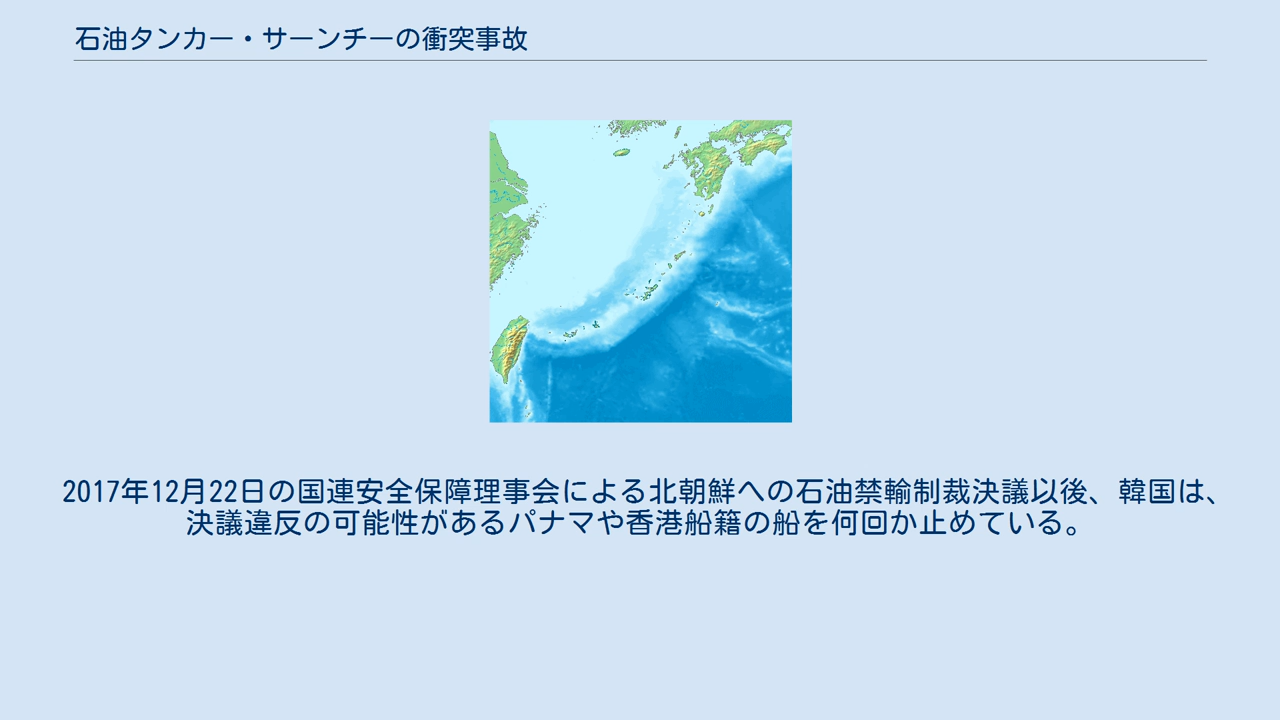 石油タンカー・サーンチーの衝突事故
2017年12月22日の国連安全保障理事会による北朝鮮への石油禁輸制裁決議以後、韓国は、
決議違反の可能性があるパナマや香港船籍の船を何回か止めている。